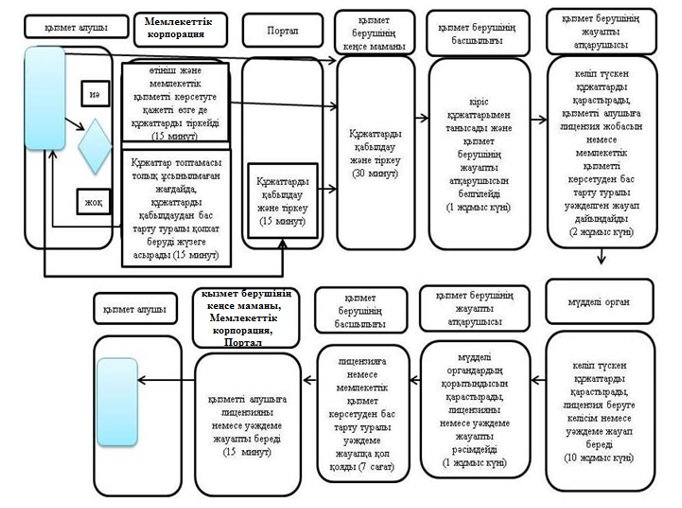 қызмет алушы
Мемлекеттік
корпорация
Портал
қызмет
берушінің
кеңсе маманы
қызмет
берушінің
басшылығы
қызмет
берушінің
жауапты
атқарушысы
иә
жоқ
өтініш және
мемлекеттік
қызметті көрсетуге
қажетті өзге де
құжаттарды тіркейді
(15 минут)
Құжаттар топтамасы
толық ұсынылмаған
жағдайда,
құжаттарды
қабылдаудан бас
тарту туралы қолхат
беруді жүзеге
асырады (15 минут)
Құжаттарды
қабылдау
және тіркеу
(15 минут)
Құжаттарды
қабылдау
және тіркеу
(30 минут)
кіріс
құжаттарымен
танысады және
қызмет
берушінің
жауапты
атқарушысын
белгілейді
(1 жұмыс күні)
келіп түскен
құжаттарды
қарастырады,
қызметті алушыға
лицензия жобасын
немесе
мемлекеттік
қызметті
көрсетуден бас
тарту туралы
уәжделген жауап
дайындайды
(2 жұмыс күні)
қызмет алушы
қызмет берушінің
кеңсе маманы,
Мемлекеттік
корпорация,
Портал
қызмет
берушінің
басшылығы
қызмет берушінің
жауапты
атқарушысы
мүдделі орган
қызметті алушыға
лицензияны
немесе уәждеме
жауапты береді
(15 минут)
лицензияға
немесе
мемлекеттік
қызмет
көрсетуден бас
тарту туралы
уәждеме
жауапқа қол
қояды (7 сағат)
мүдделі
органдардың
қорытындысын
қарастырады,
лицензияны
немесе уәждеме
жауапты
рәсімдейді
(1 жұмыс күні)
келіп түскен
құжаттарды
қарастырады,
лицензия беруге
келісім немесе
уәждеме жауап
береді
(10 жұмыс күні)